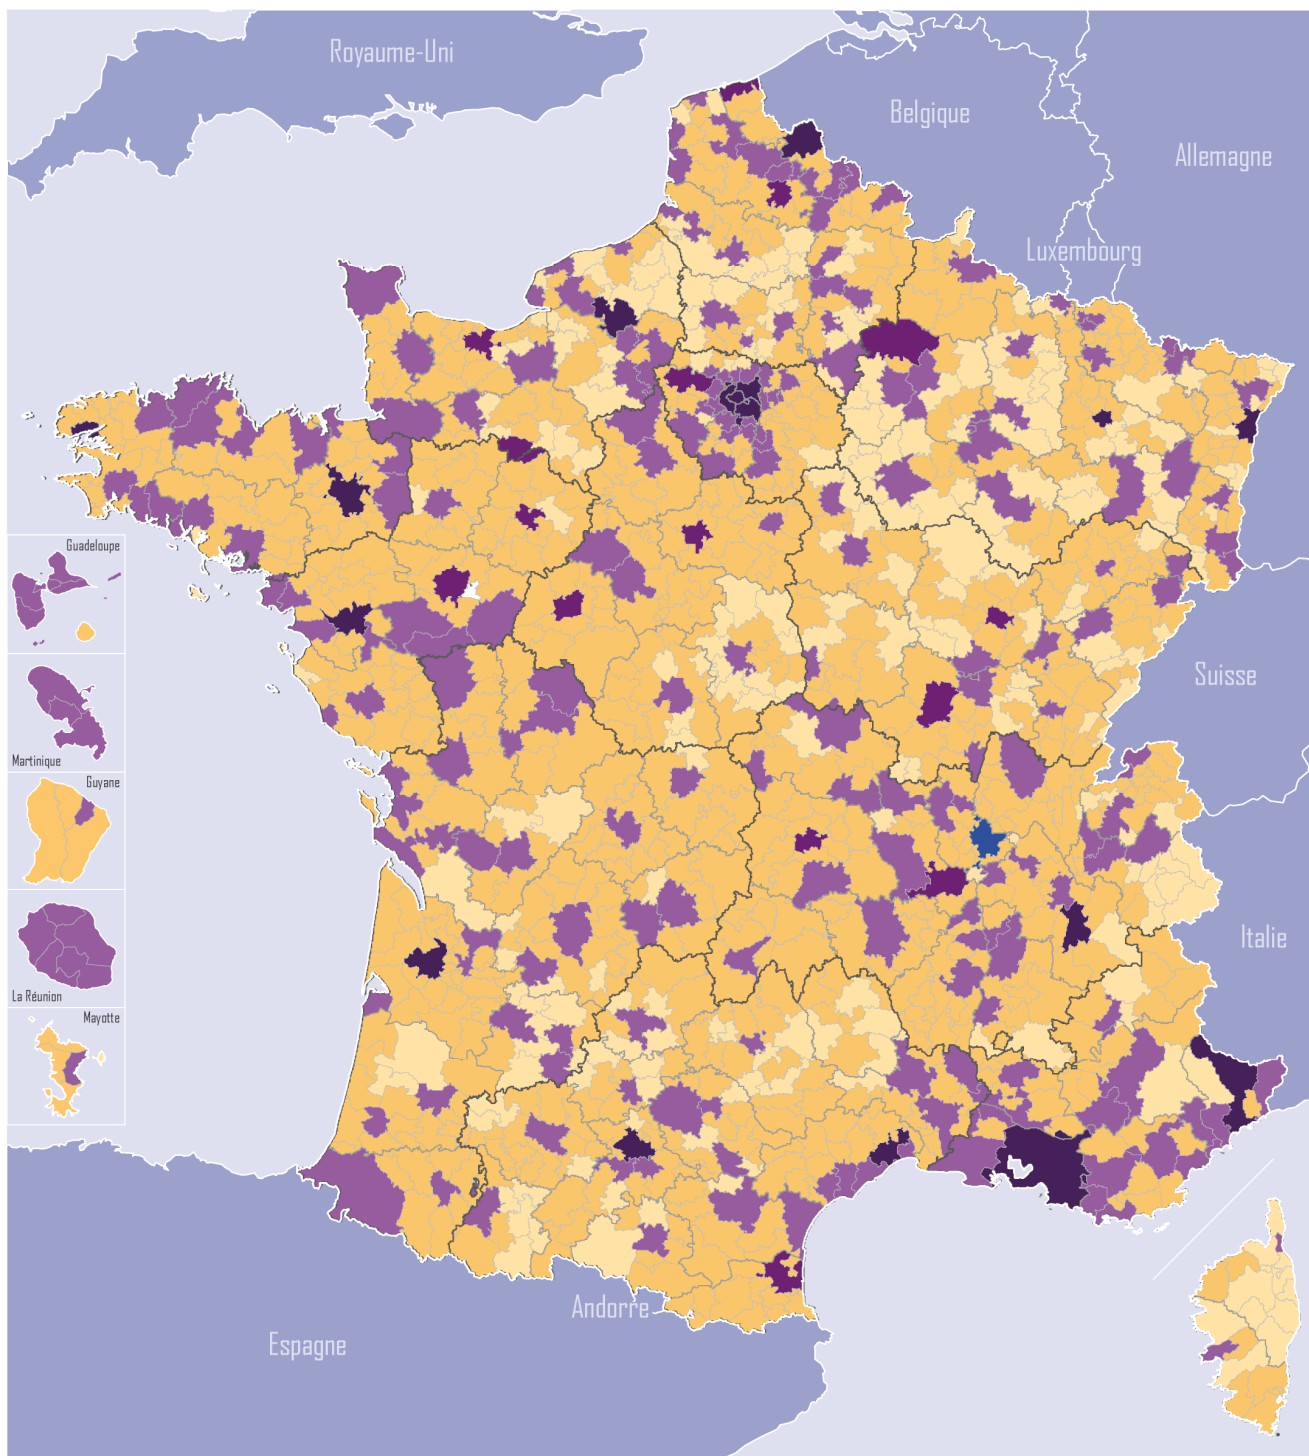 Royaume-Uni
Belgique
Allemagne
Luxembourg
Guadeloupe
Martinique
Guyane
La Réunion
Mayotte
Suisse
Italie
Andorre
Espagne